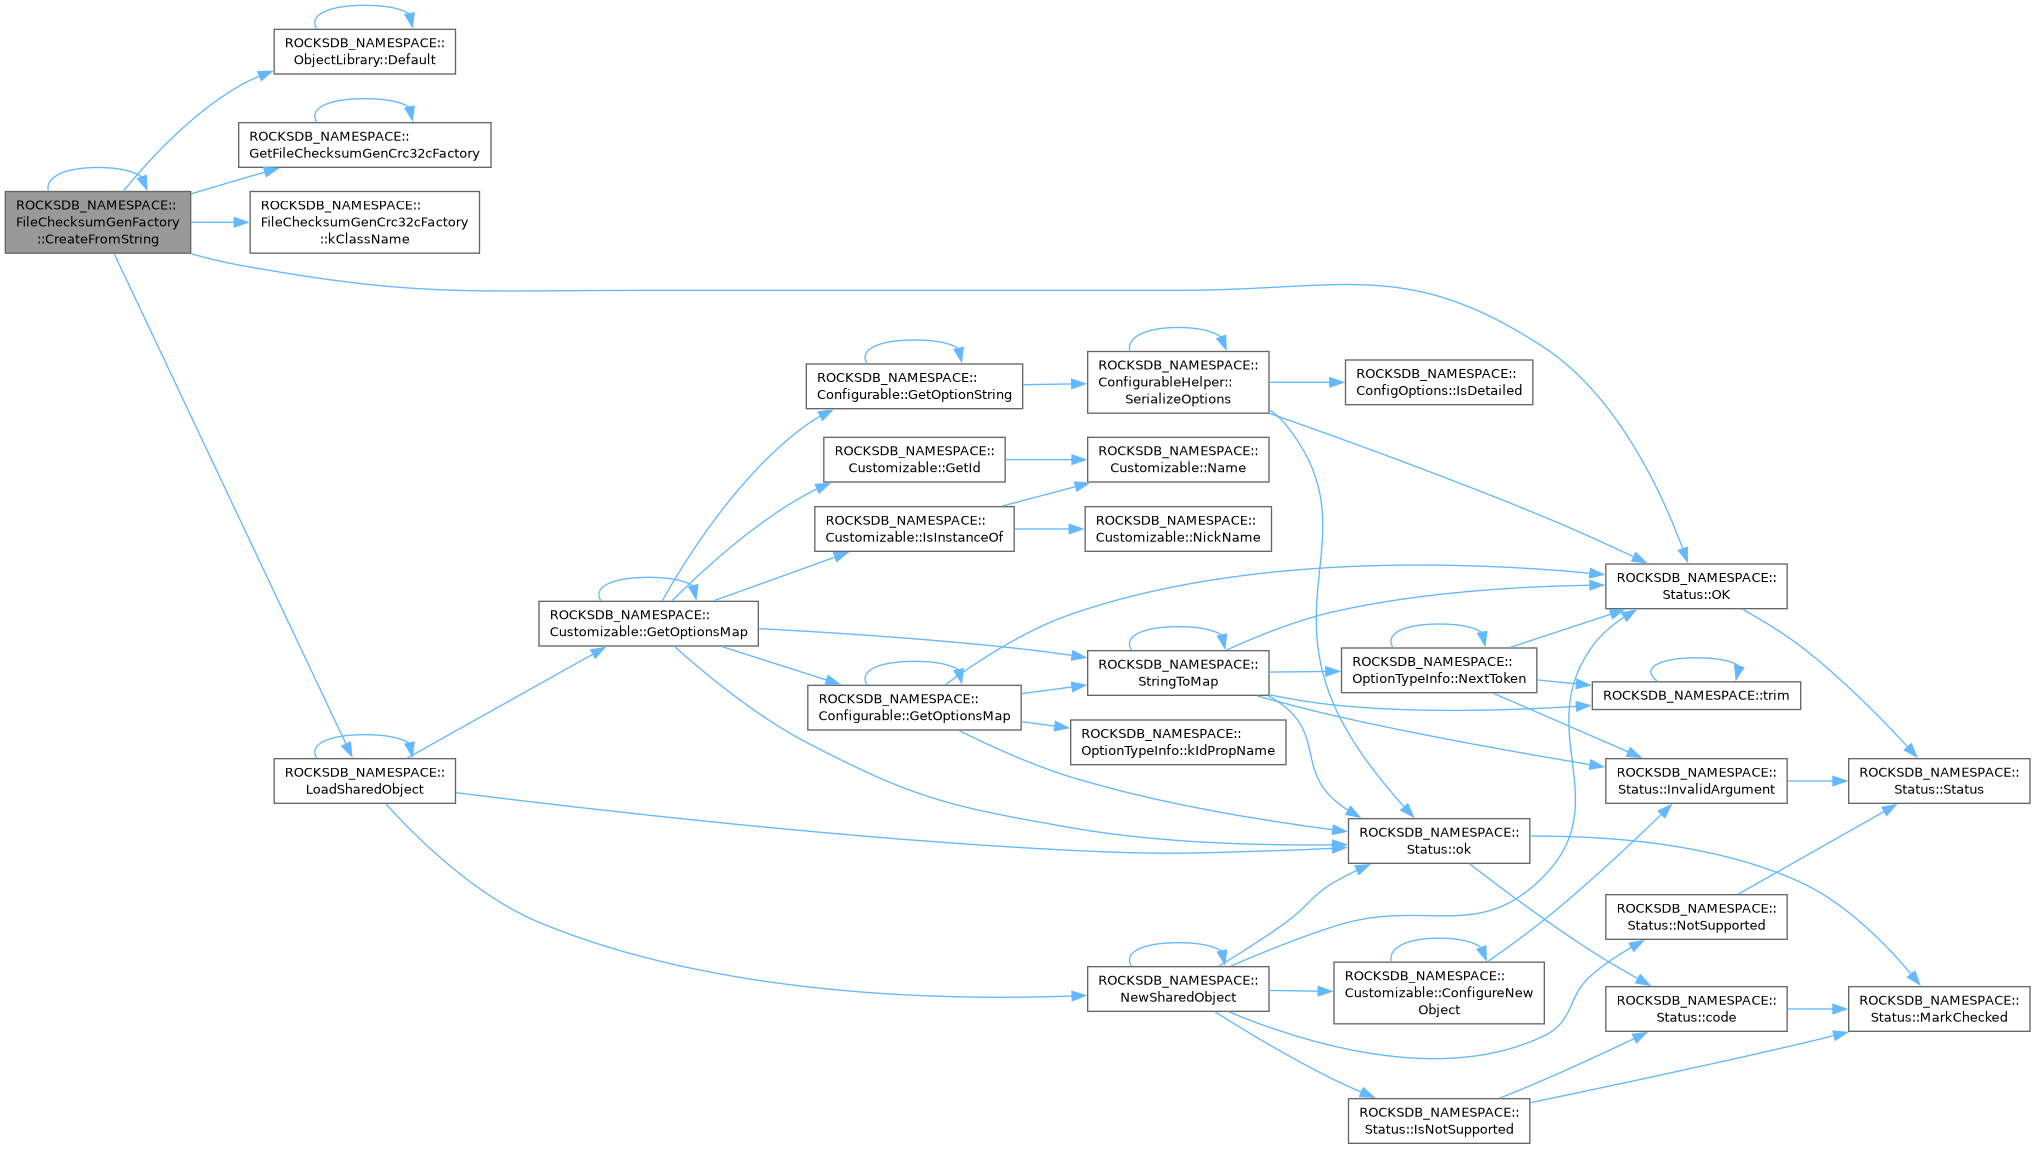 ROCKSDB_NAMESPACE::
ObjectLibrary::Default
ROCKSDB_NAMESPACE::
GetFileChecksumGenCrc32cFactory
ROCKSDB_NAMESPACE::
FileChecksumGenFactory
::CreateFromString
ROCKSDB_NAMESPACE::
FileChecksumGenCrc32cFactory
::kClassName
ROCKSDB_NAMESPACE::
Configurable::GetOptionString
ROCKSDB_NAMESPACE::
ConfigurableHelper::
SerializeOptions
ROCKSDB_NAMESPACE::
ConfigOptions::IsDetailed
ROCKSDB_NAMESPACE::
Customizable::GetId
ROCKSDB_NAMESPACE::
Customizable::Name
ROCKSDB_NAMESPACE::
Customizable::IsInstanceOf
ROCKSDB_NAMESPACE::
Customizable::NickName
ROCKSDB_NAMESPACE::
Status::OK
ROCKSDB_NAMESPACE::
Customizable::GetOptionsMap
ROCKSDB_NAMESPACE::
StringToMap
ROCKSDB_NAMESPACE::
OptionTypeInfo::NextToken
ROCKSDB_NAMESPACE::trim
ROCKSDB_NAMESPACE::
Configurable::GetOptionsMap
ROCKSDB_NAMESPACE::
OptionTypeInfo::kIdPropName
ROCKSDB_NAMESPACE::
LoadSharedObject
ROCKSDB_NAMESPACE::
Status::InvalidArgument
ROCKSDB_NAMESPACE::
Status::Status
ROCKSDB_NAMESPACE::
Status::ok
ROCKSDB_NAMESPACE::
Status::NotSupported
ROCKSDB_NAMESPACE::
NewSharedObject
ROCKSDB_NAMESPACE::
Customizable::ConfigureNew
Object
ROCKSDB_NAMESPACE::
Status::code
ROCKSDB_NAMESPACE::
Status::MarkChecked
ROCKSDB_NAMESPACE::
Status::IsNotSupported